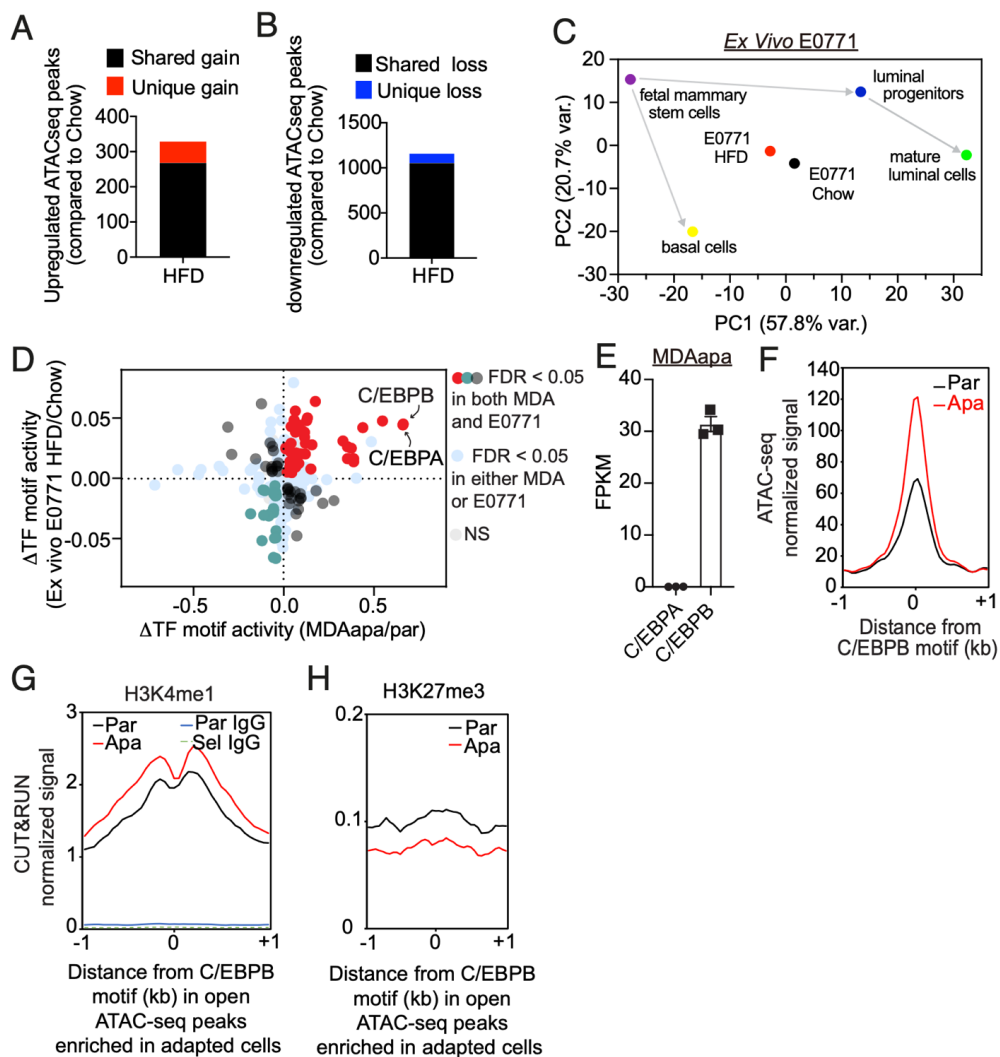 A
Shared gain
Unique gain
Upregulated ATACseq peaks
(compared to Chow)
400
300
200
100
0
HFD
B
Shared loss
Unique loss
downregulated ATACseq peaks
(compared to Chow)
1500
1000
500
0
HFD
C
Ex Vivo E0771
PC2 (20.7% var.)
20
10
0
-10
-20
-30
fetal mammary
stem cells
luminal
progenitors
E0771
HFD
E0771
Chow
mature
luminal cells
basal cells
-30
-20
-10
0
10
20
30
PC1 (57.8% var.)
D
ΔTF motif activity
(Ex vivo E0771 HFD/Chow)
0.05
0.00
-0.05
C/EBPB
C/EBPA
-0.5
0.0
0.5
ΔTF motif activity (MDAapa/par)
FDR < 0.05
in both MDA
and E0771
FDR < 0.05
in either MDA
or E0771
NS
E
MDAapa
FPKM
40
30
20
10
0
C/EBPA
C/EBPB
F
ATAC-seq
normalized signal
140
120
100
80
60
40
20
0
Par
Apa
-1
0
+1
Distance from
C/EBPB motif (kb)
G
H3K4me1
CUT&RUN
normalized signal
3
2
1
0
Par
Apa
Par IgG
Sel IgG
-1
0
+1
Distance from C/EBPB
motif (kb) in open
ATAC-seq peaks
enriched in adapted cells
H
H3K27me3
0.2
0.1
0
Par
Apa
-1
0
+1
Distance from C/EBPB
motif (kb) in open
ATAC-seq peaks
enriched in adapted cells